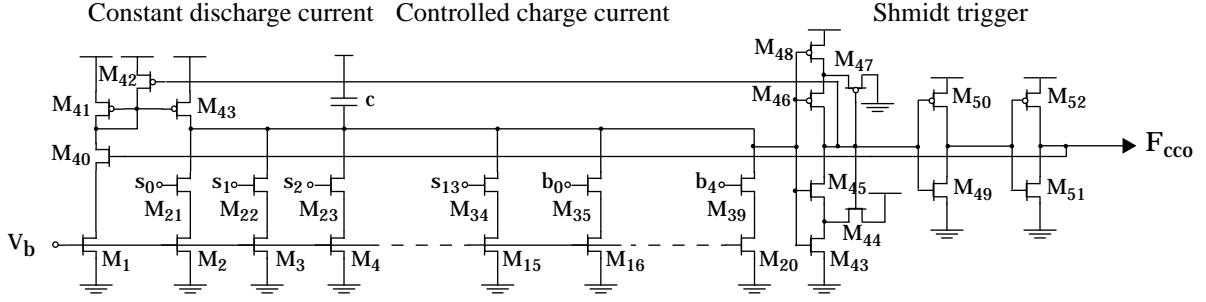 Constant discharge current Controlled charge current Shmidt trigger
M48
M42 M47
M41 M43 c M46 M50 M52
M40 Fcco
s0 s1 s2 s13 b0 b4 M45 M49 M51
M21 M22 M23 M34 M35 M39
Vb M44
M1 M2 M3 M4 M15 M16 M20 M43